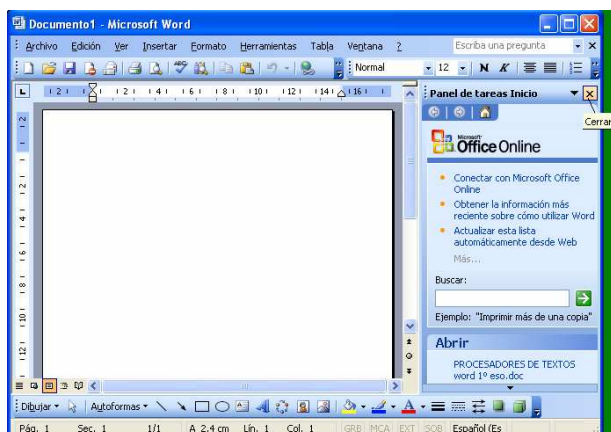 Documento1 - Microsoft Word
Archivo Edición Ver Insertar Formato Herramientas Tabla Ventana ? Escriba una pregunta
Normal 12 N K
Panel de tareas Inicio
Cerrar
Microsoft
Office Online
Conectar con Microsoft Office
Online
Obtener la información más
reciente sobre cómo utilizar Word
Actualizar esta lista
automáticamente desde Web
Más...
Buscar:
Ejemplo: "Imprimir más de una copia"
Abrir
PROCESADORES DE TEXTOS
word 1º eso.doc
Dibujar Autoformas
Pág. 1 Sec. 1 1/1 A 2,4 cm Lín. 1 Col. 1 GRB MCA EXT SOB Español (Es